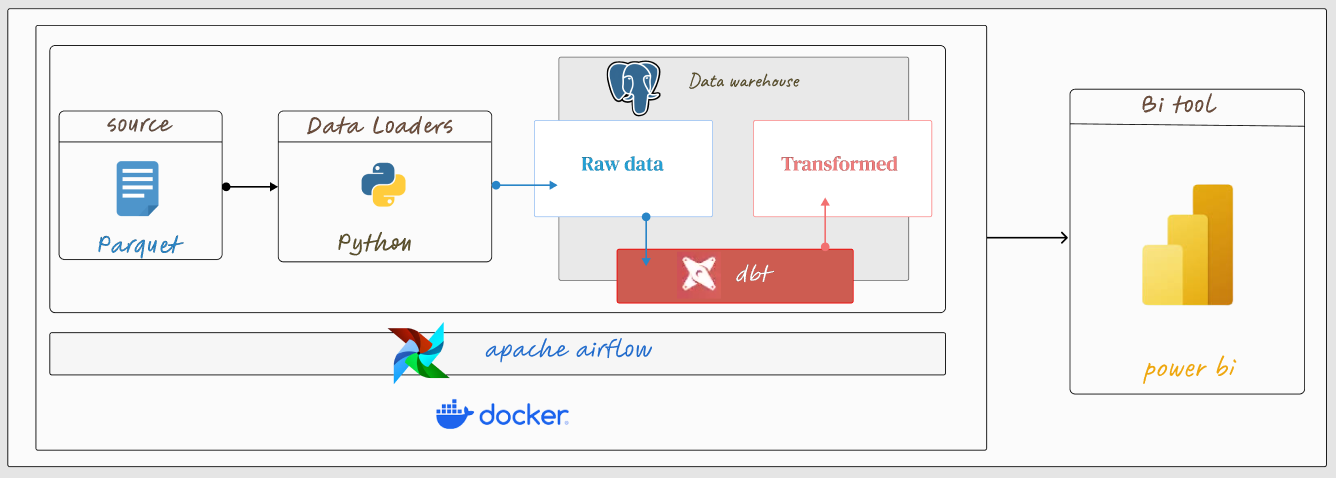 source
Parquet
Data Loaders
Python
Data warehouse
Raw data
Transformed
dbt
apache airflow
docker
Bi tool
power bi